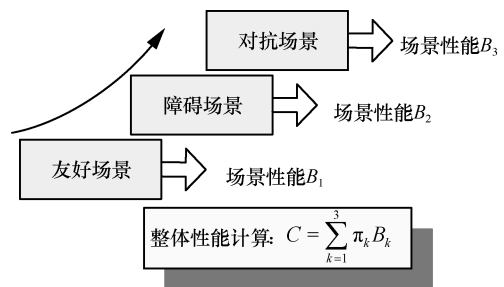 对抗场景
场景性能B₃
障碍场景
场景性能B₂
友好场景
场景性能B₁
整体性能计算：C = ∑_{k=1}^{3} π_k B_k